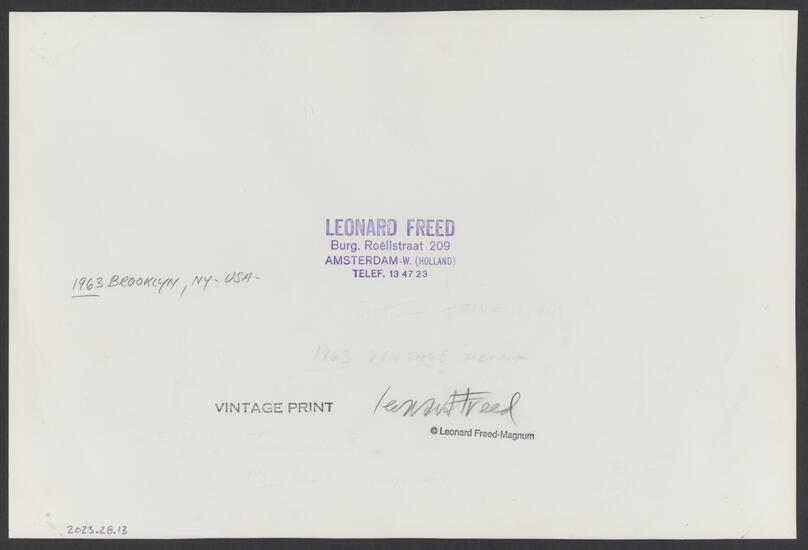 LEONARD FREED
Burg. Roëllstraat 209
AMSTERDAM-W. (HOLLAND)
TELEF. 13 47 23
1963 BROOKLYN, NY-USA-
1963 VINTAGE PRINT
VINTAGE PRINT
Leonard Freed
© Leonard Freed-Magnum
2023.28.13